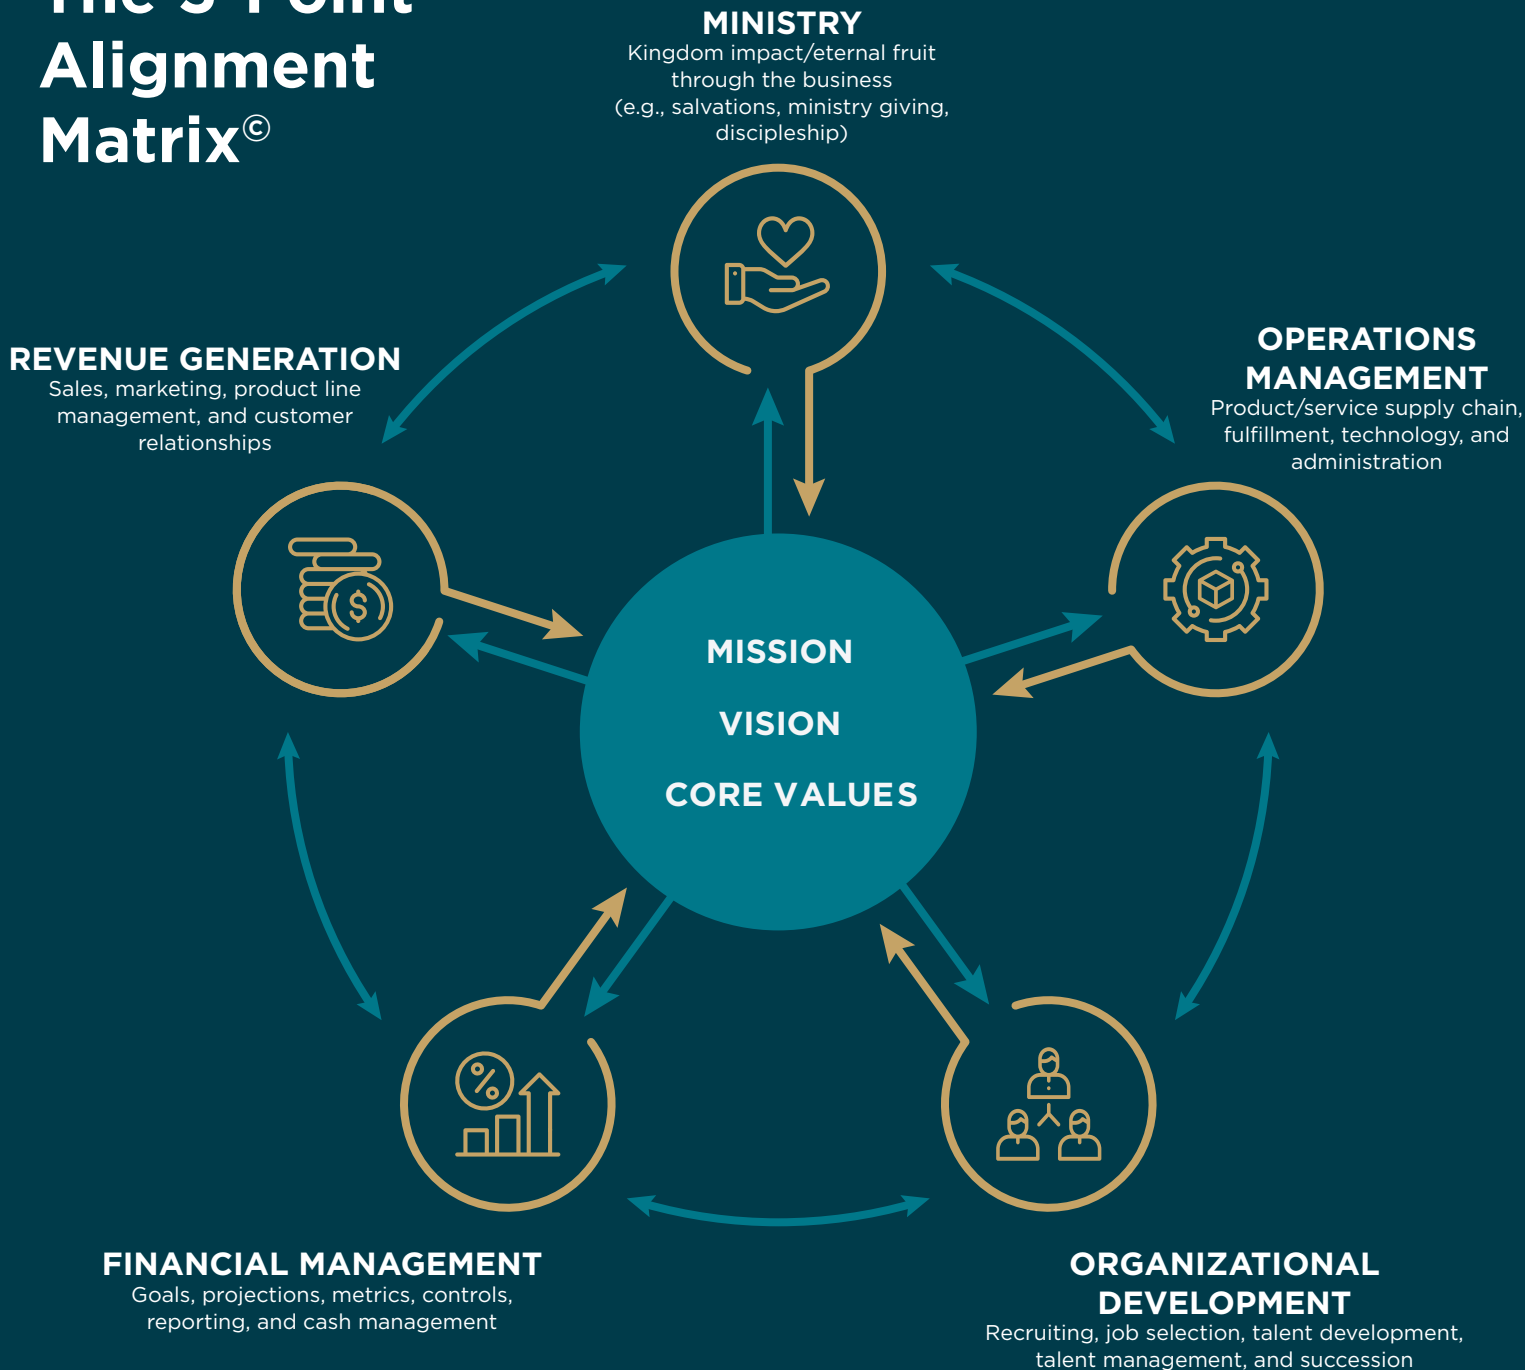 The 5-Point
Alignment
Matrix©
MINISTRY
Kingdom impact/eternal fruit
through the business
(e.g., salvations, ministry giving,
discipleship)
REVENUE GENERATION
Sales, marketing, product line
management, and customer
relationships
OPERATIONS
MANAGEMENT
Product/service supply chain,
fulfillment, technology, and
administration
$
MISSION
VISION
CORE VALUES
%
FINANCIAL MANAGEMENT
Goals, projections, metrics, controls,
reporting, and cash management
ORGANIZATIONAL
DEVELOPMENT
Recruiting, job selection, talent development,
talent management, and succession